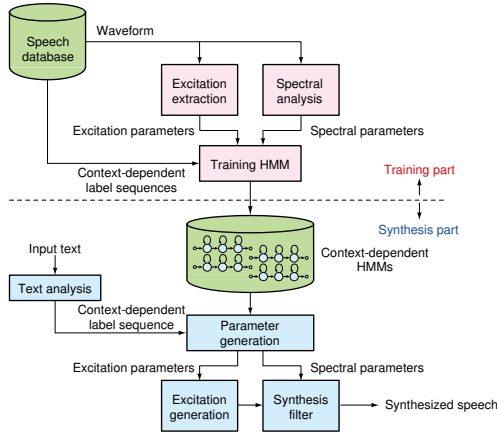 Speech
database
Waveform
Excitation
extraction
Spectral
analysis
Excitation parameters
Spectral parameters
Training HMM
Context-dependent
label sequences
Training part
Synthesis part
Context-dependent
HMMs
Input text
Text analysis
Context-dependent
label sequence
Parameter
generation
Excitation parameters
Spectral parameters
Excitation
generation
Synthesis
filter
Synthesized speech